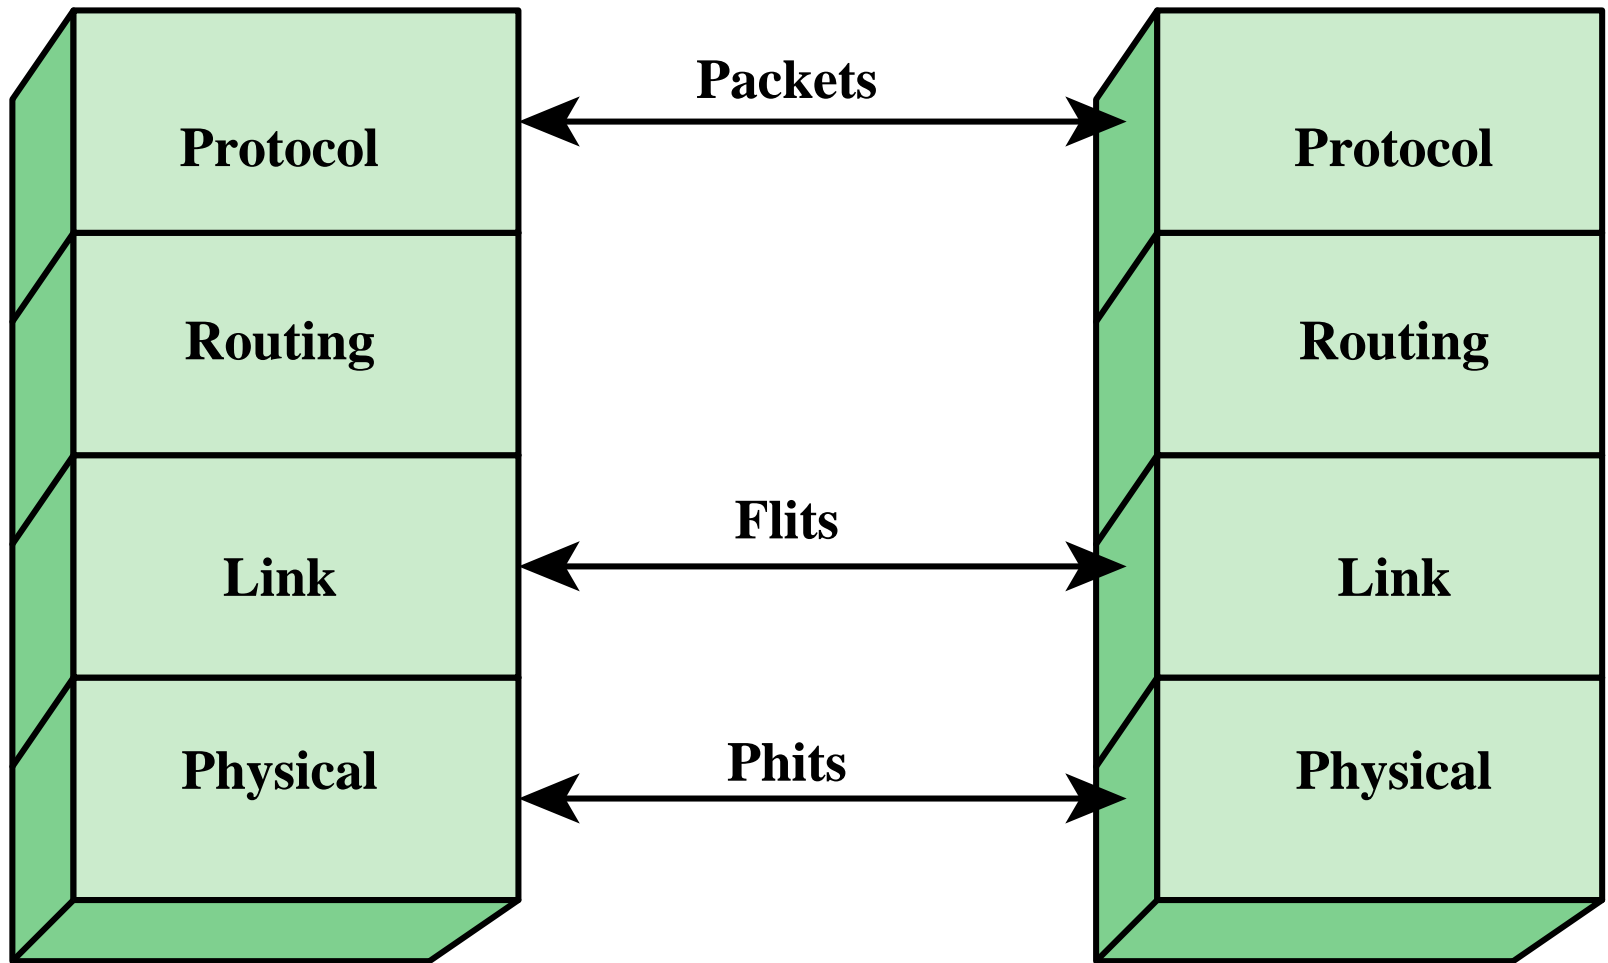 Packets
Protocol
Protocol
Routing
Routing
Flits
Link
Link
Phits
Physical
Physical